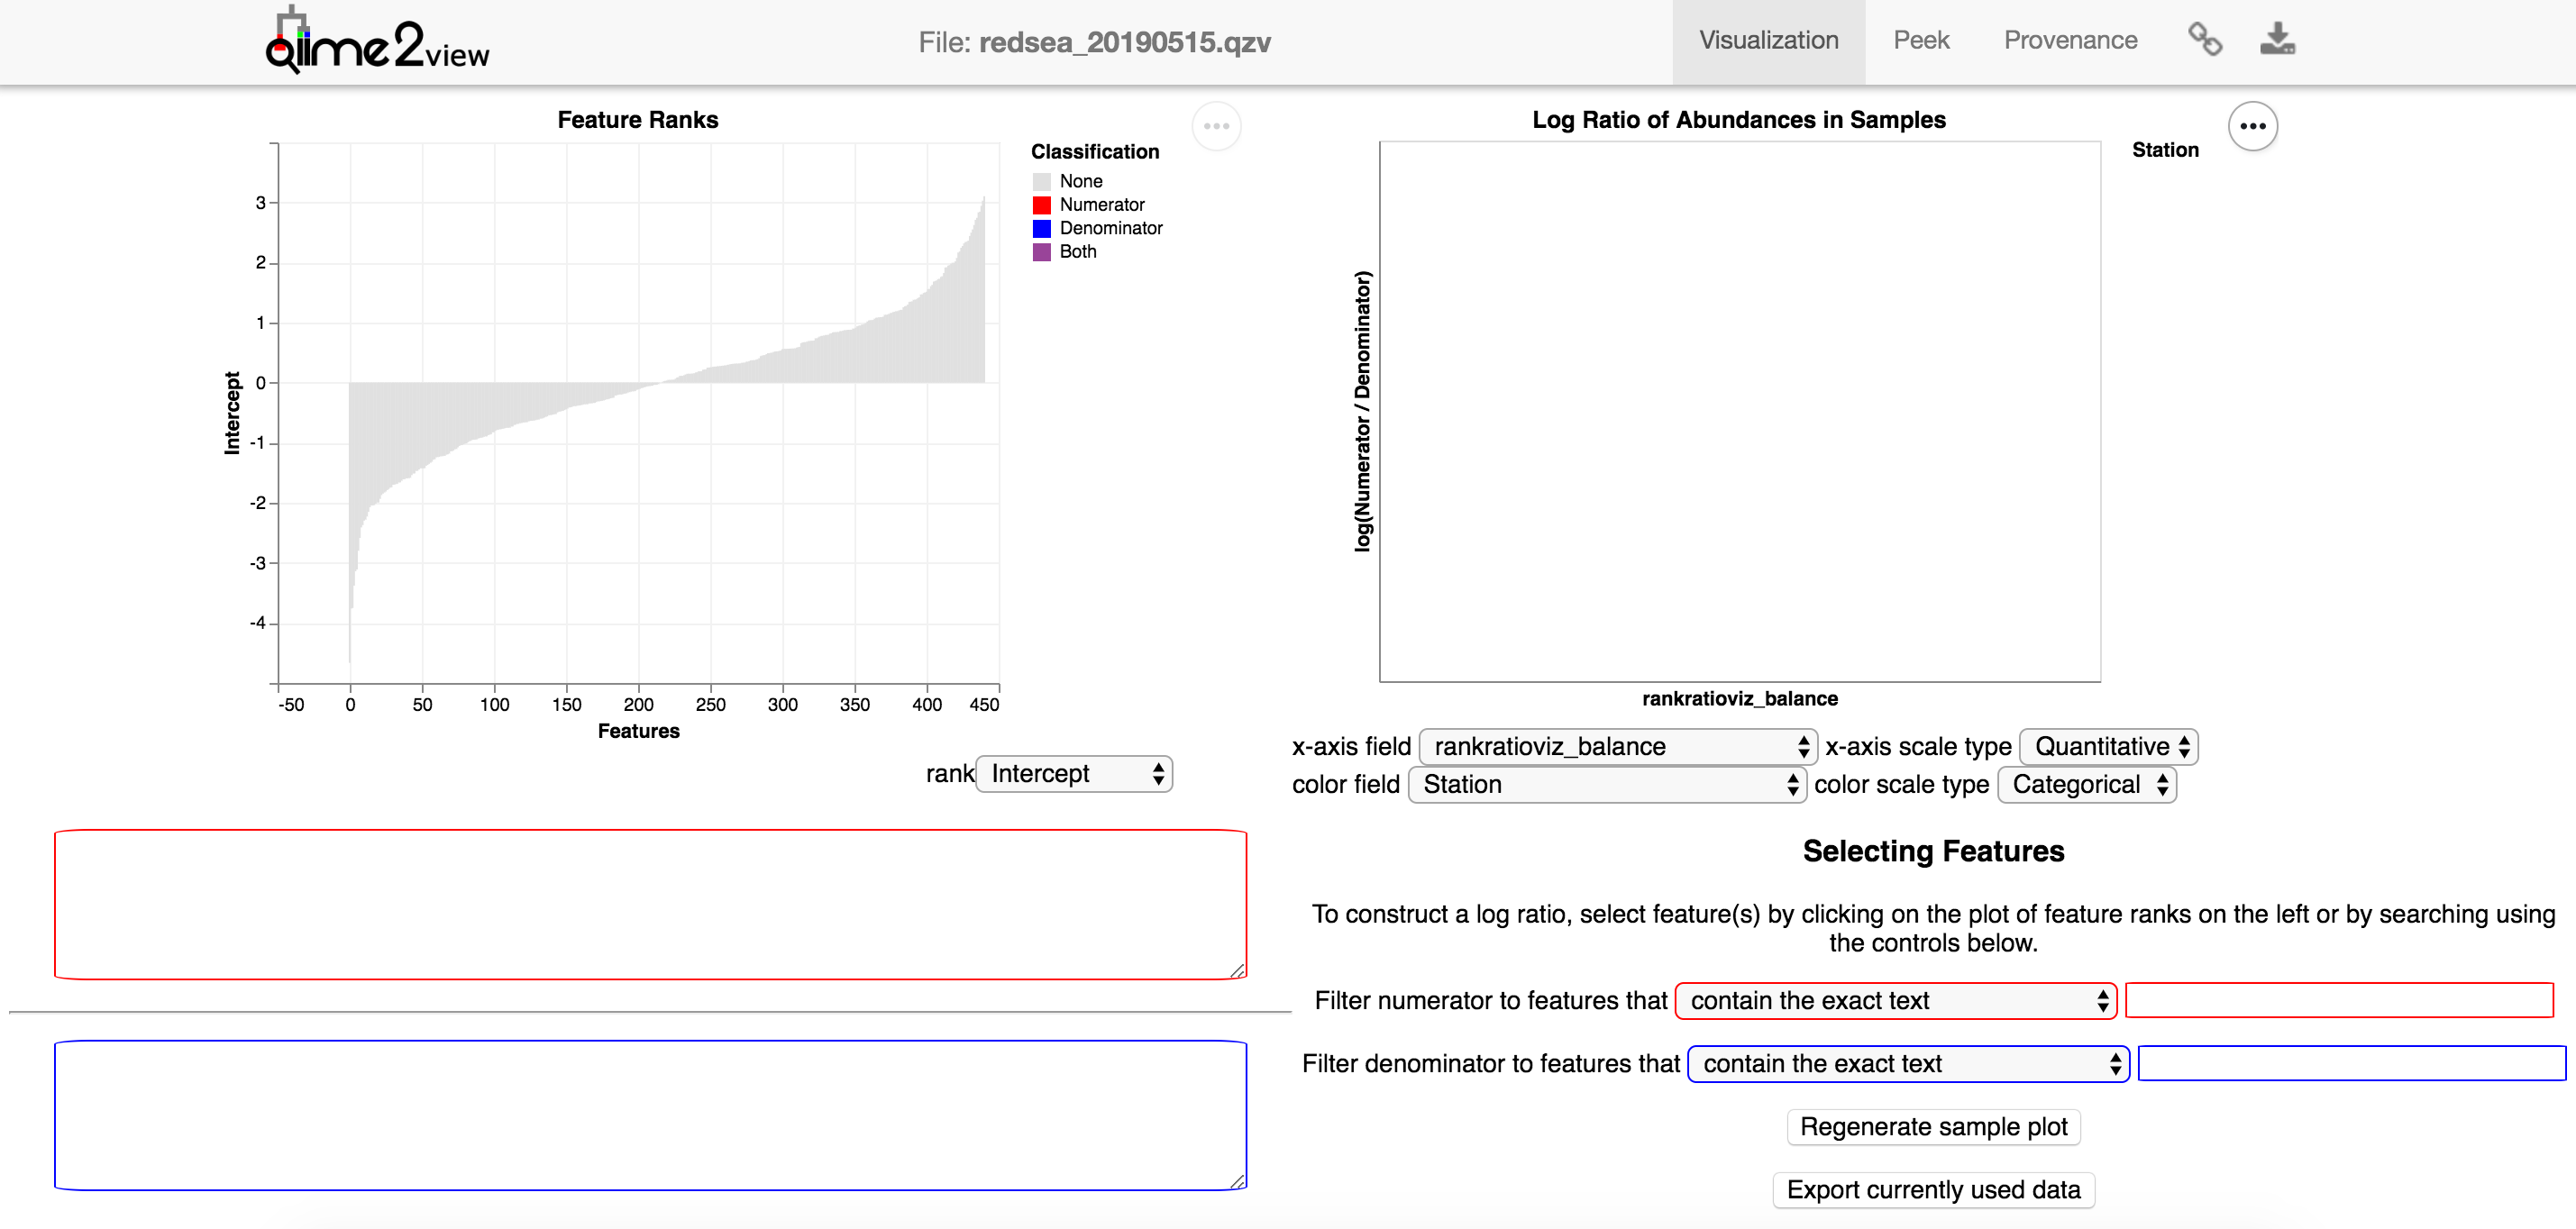 qiime2view
File: redsea_20190515.qzv
Visualization
Peek
Provenance
Feature Ranks
Classification
None
Numerator
Denominator
Both
3
2
1
0
-1
-2
-3
-4
Intercept
-50 0 50 100 150 200 250 300 350 400 450
Features
rank Intercept
Log Ratio of Abundances in Samples
Station
log(Numerator / Denominator)
rankratioviz_balance
x-axis field rankratioviz_balance x-axis scale type Quantitative
color field Station color scale type Categorical
Selecting Features
To construct a log ratio, select feature(s) by clicking on the plot of feature ranks on the left or by searching using
the controls below.
Filter numerator to features that contain the exact text
Filter denominator to features that contain the exact text
Regenerate sample plot
Export currently used data